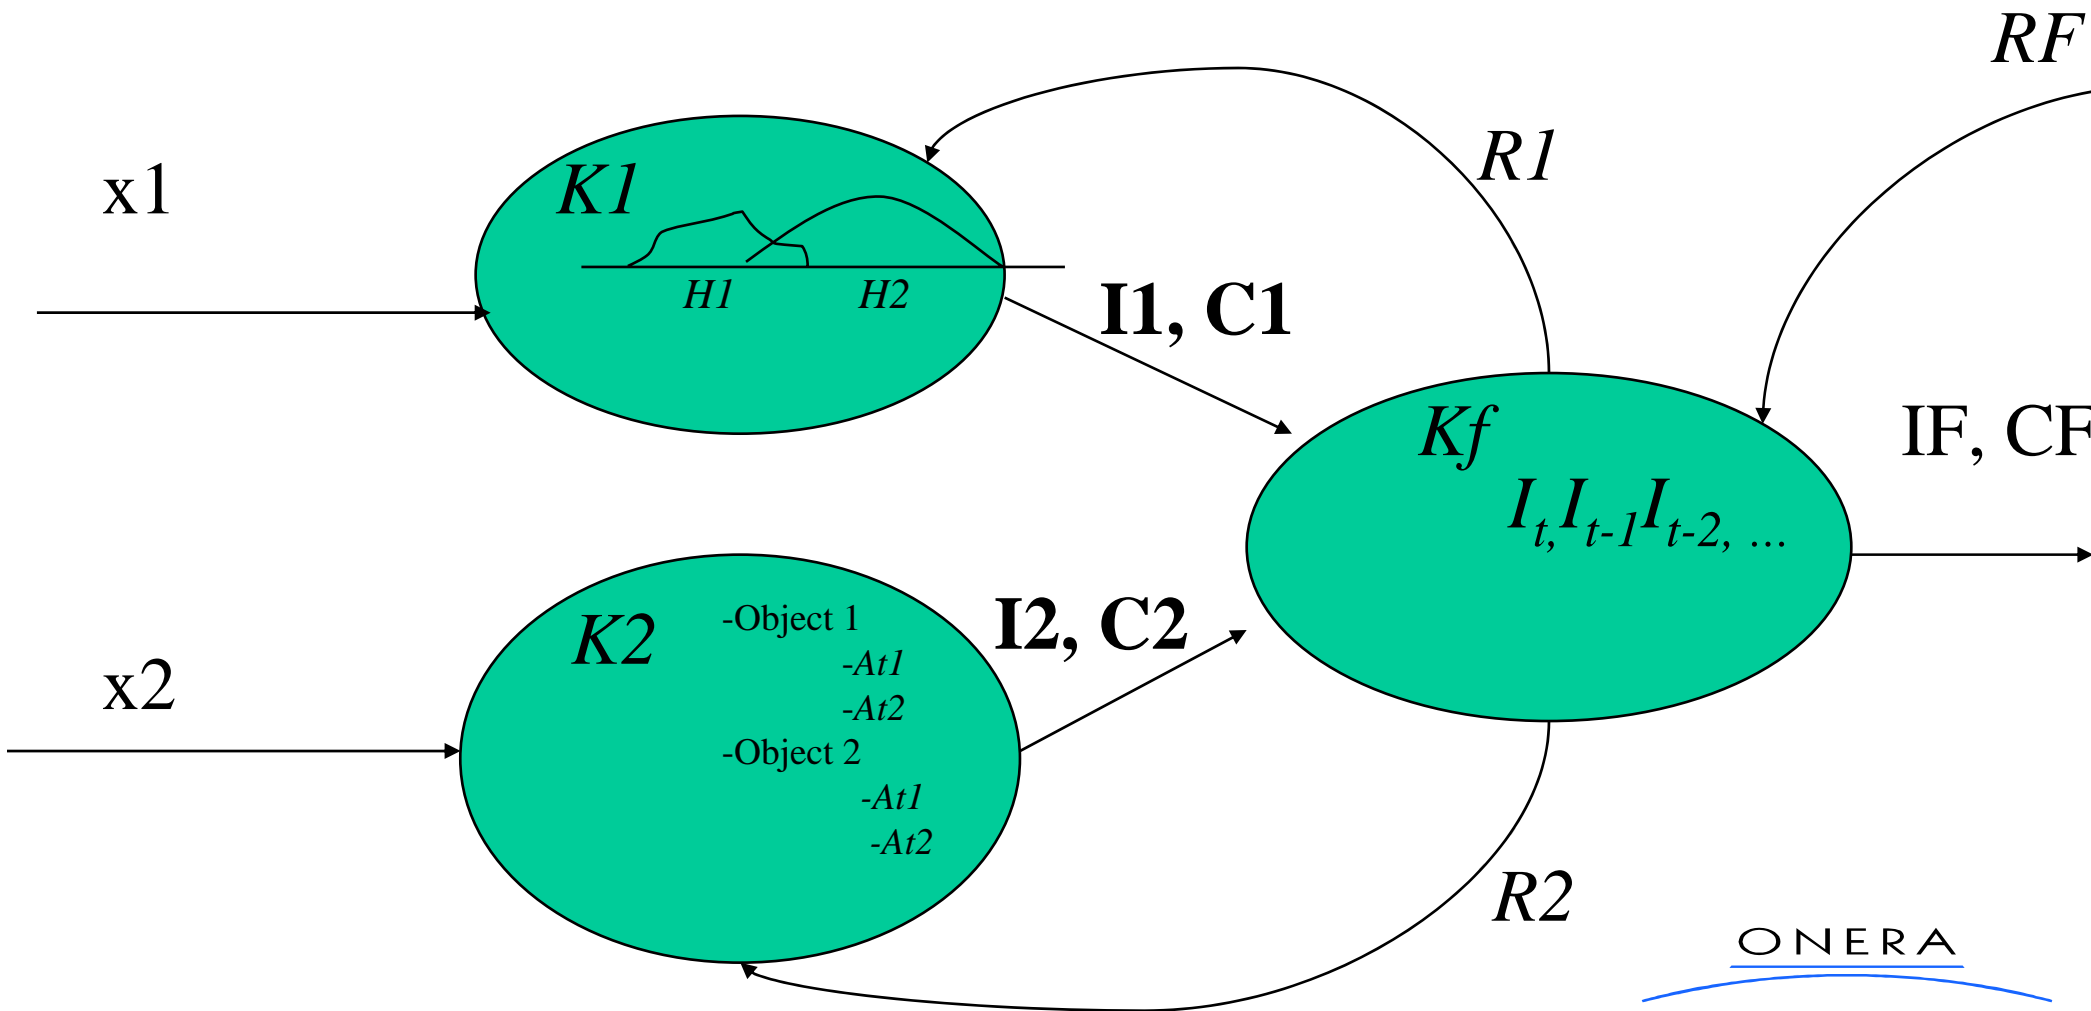 RF
R1
x1
K1
H1 H2
I1, C1
Kf
IF, CF
It, It-1 It-2, ...
K2
-Object 1
-At1
-At2
-Object 2
-At1
-At2
I2, C2
x2
R2
ONERA